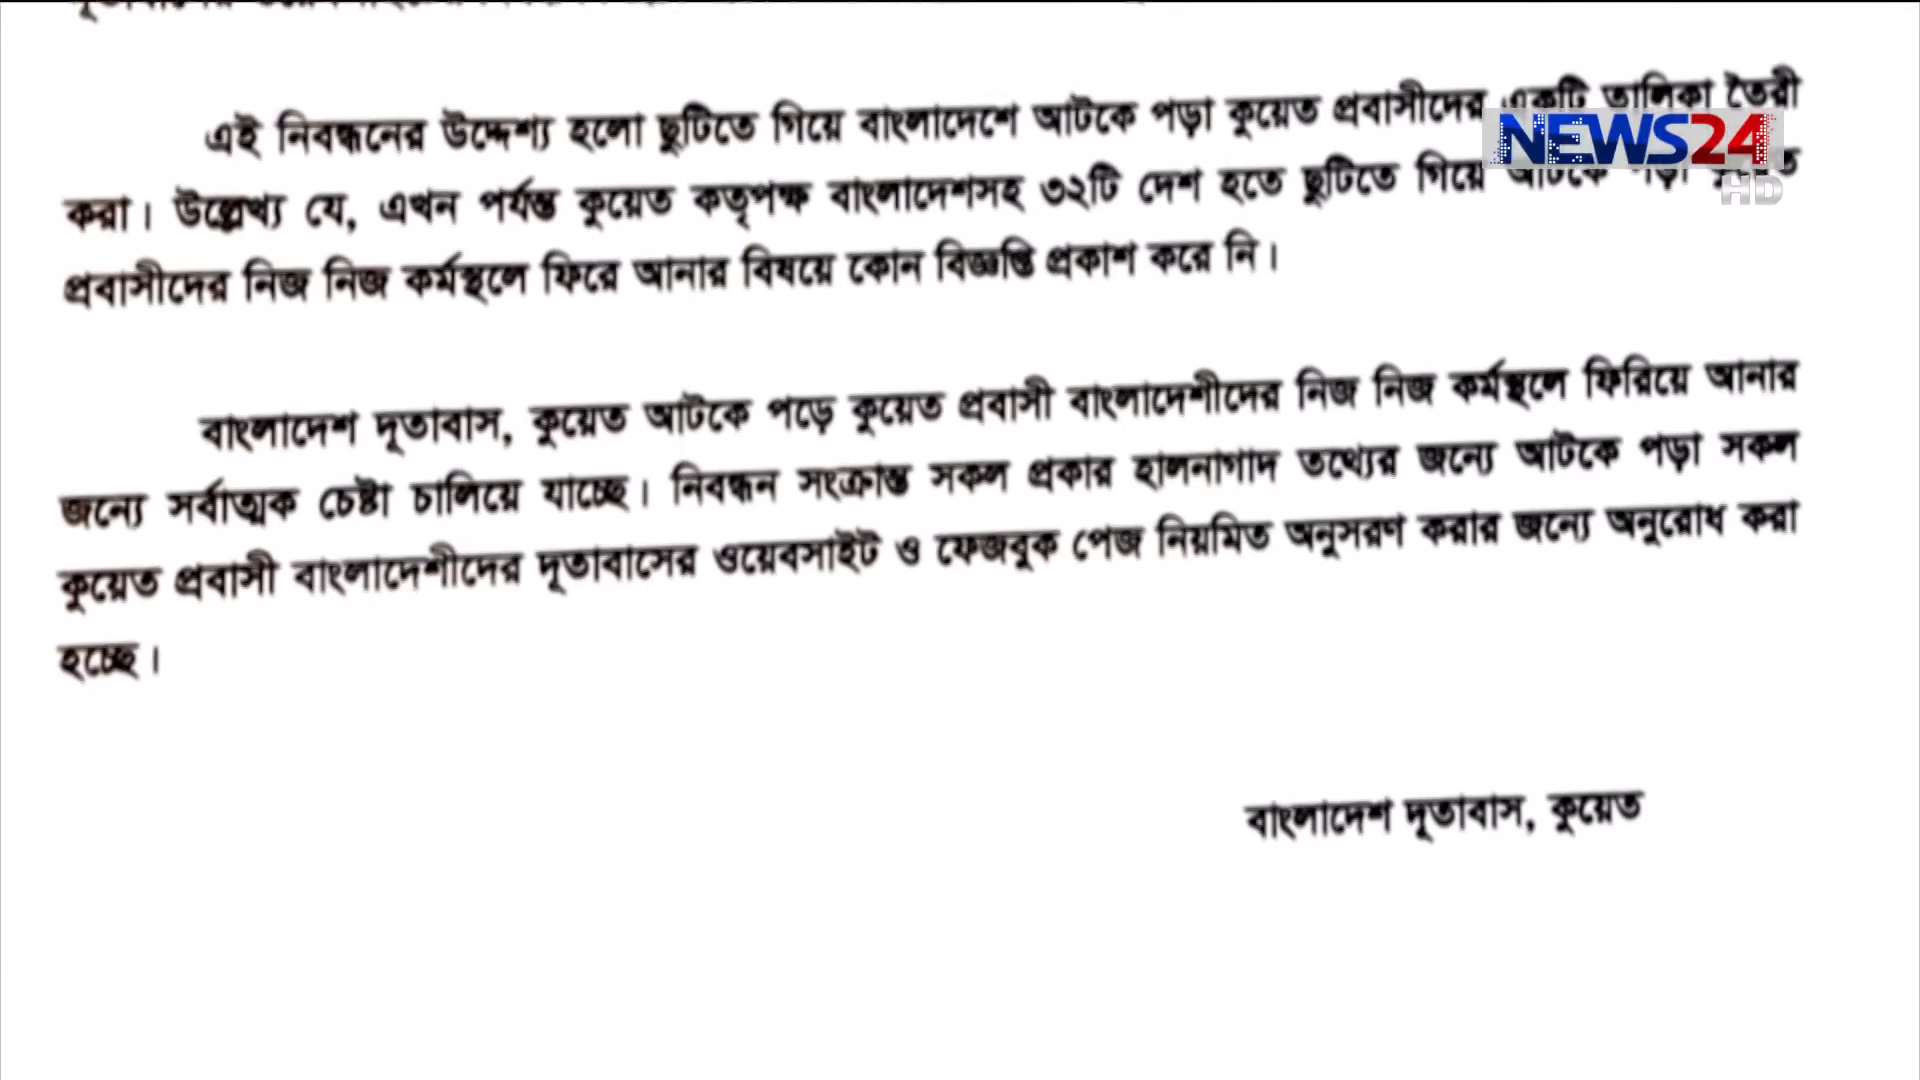 এই নিবন্ধনের উদ্দেশ্য হলো ছুটিতে গিয়ে বাংলাদেশে আটকে পড়া কুয়েত প্রবাসীদের একটি তালিকা তৈরী
NEWS24
HD
করা। উল্লেখ্য যে, এখন পর্যন্ত কুয়েত কতৃপক্ষ বাংলাদেশসহ ৩২টি দেশ হতে ছুটিতে গিয়ে আটকে পড়া কুয়েত
প্রবাসীদের নিজ নিজ কর্মস্থলে ফিরে আনার বিষয়ে কোন বিজ্ঞপ্তি প্রকাশ করে নি।
বাংলাদেশ দূতাবাস, কুয়েত আটকে পড়ে কুয়েত প্রবাসী বাংলাদেশীদের নিজ নিজ কর্মস্থলে ফিরিয়ে আনার
জন্যে সর্বাত্মক চেষ্টা চালিয়ে যাচ্ছে। নিবন্ধন সংক্রান্ত সকল প্রকার হালনাগাদ তথ্যের জন্যে আটকে পড়া সকল
কুয়েত প্রবাসী বাংলাদেশীদের দূতাবাসের ওয়েবসাইট ও ফেজবুক পেজ নিয়মিত অনুসরণ করার জন্যে অনুরোধ করা
হচ্ছে।
বাংলাদেশ দূতাবাস, কুয়েত